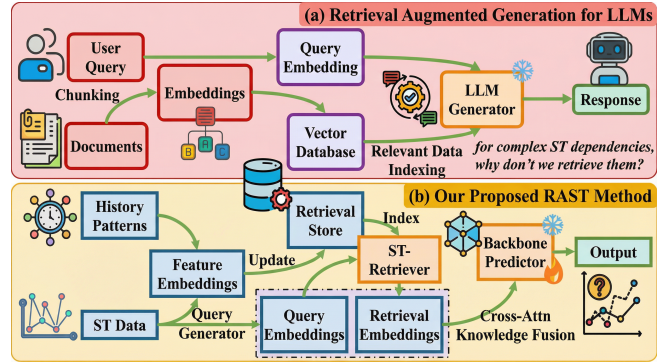 (a) Retrieval Augmented Generation for LLMs
User
Query
Query
Embedding
Chunking
Embeddings
LLM
Generator
Response
Documents
B
A
C
Vector
Database
Relevant Data
Indexing
for complex ST dependencies,
why don't we retrieve them?
(b) Our Proposed RAST Method
History
Patterns
Retrieval
Store
Index
Feature
Embeddings
Update
ST-
Retriever
Backbone
Predictor
Output
ST Data
Query
Generator
Query
Embeddings
Retrieval
Embeddings
Cross-Attn
Knowledge Fusion
?